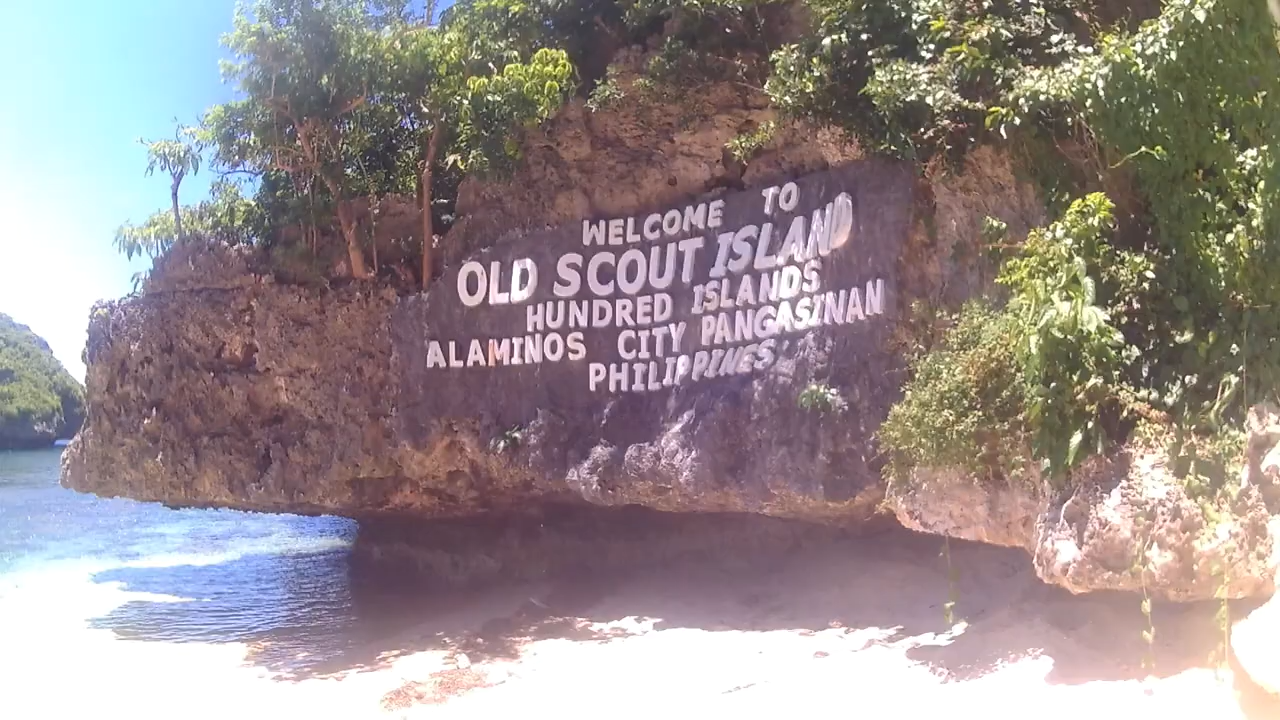 WELCOME TO
OLD SCOUT ISLAND
HUNDRED ISLANDS
ALAMINOS CITY PANGASINAN
PHILIPPINES